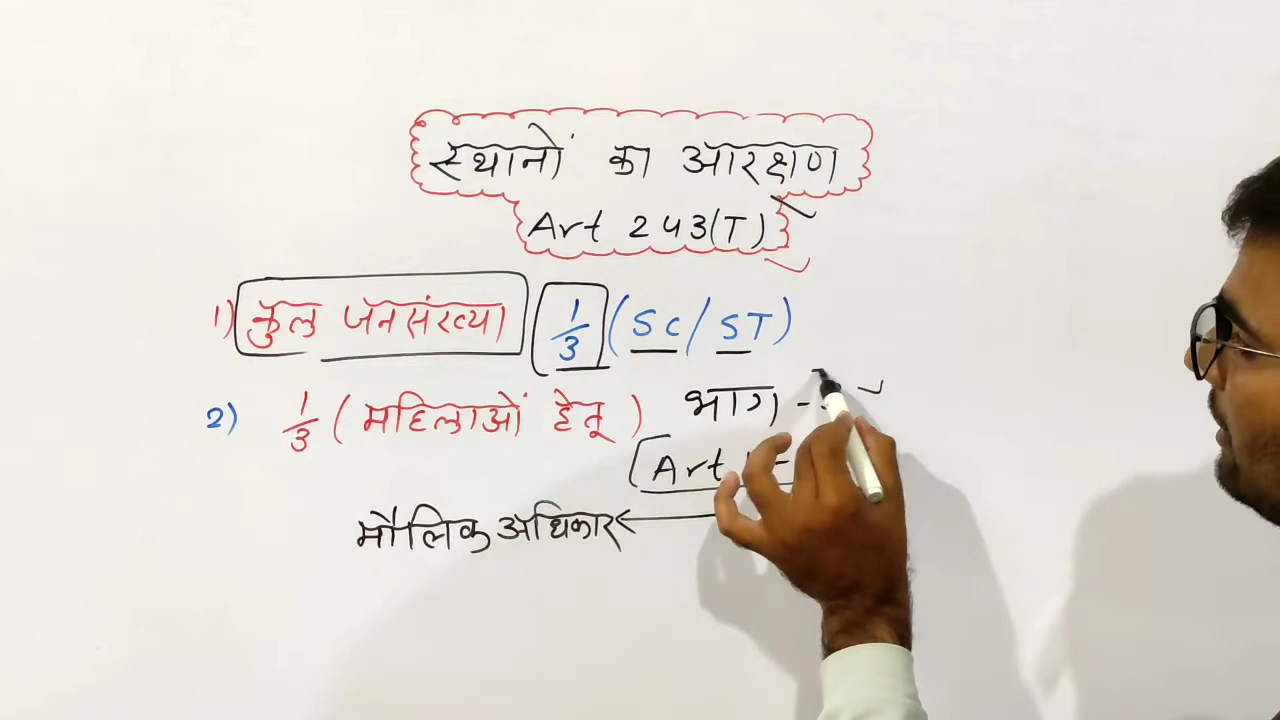 स्थानों का आरक्षण
Art 243(T)
1) कुल जनसंख्या 1/3 (SC/ST)
2) 1/3 (महिलाओं हेतू) भाग -
Art
मौलिक अधिकार